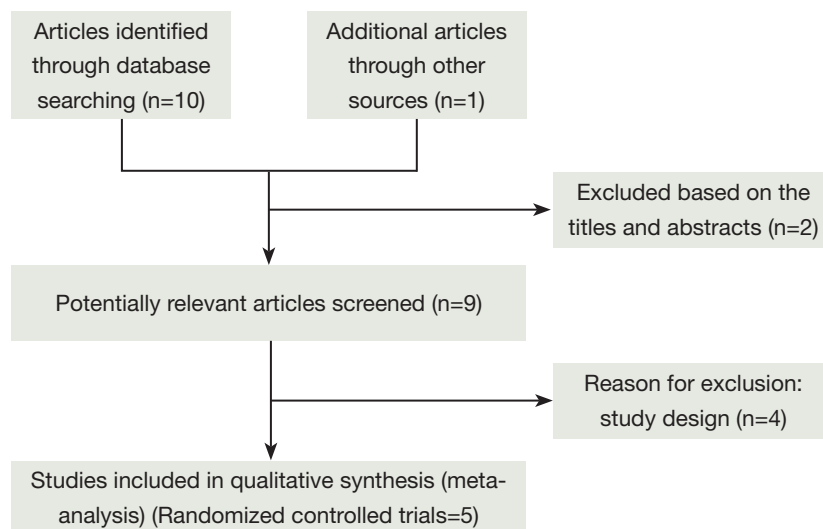 Articles identified
through database
searching (n=10)
Additional articles
through other
sources (n=1)
Excluded based on the
titles and abstracts (n=2)
Potentially relevant articles screened (n=9)
Reason for exclusion:
study design (n=4)
Studies included in qualitative synthesis (meta-
analysis) (Randomized controlled trials=5)